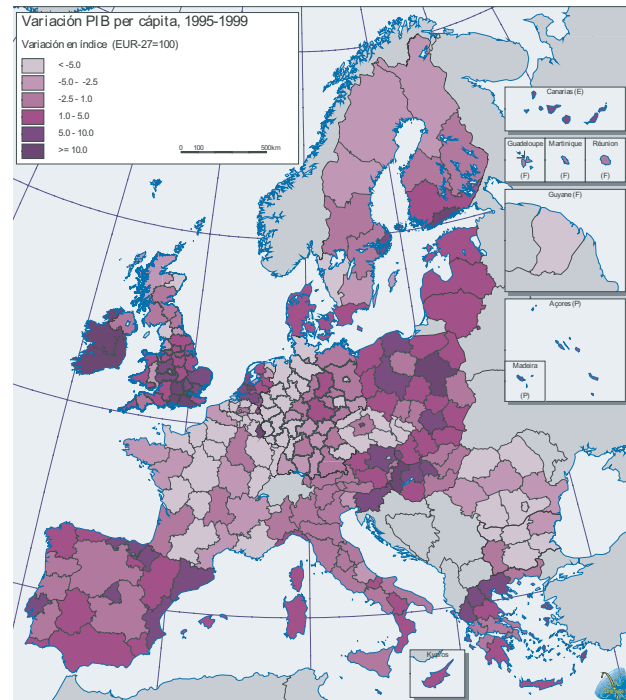 Variación PIB per cápita, 1995-1999
Variación en índice (EUR-27=100)
< -5.0
-5.0 - -2.5
-2.5 - 1.0
1.0 - 5.0
5.0 - 10.0
>= 10.0
0 100 500km
Canarias (E)
Guadeloupe Martinique Réunion
(F) (F) (F)
Guyane (F)
Açores (P)
Madeira
(P)
Kypros